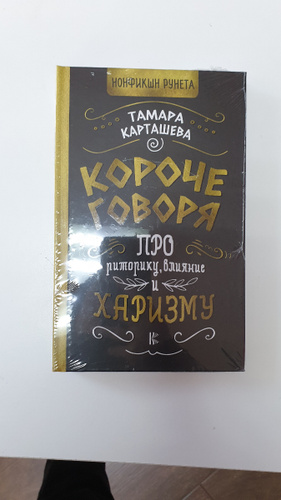 НОНФИКШН РУНЕТА
ТАМАРА
КАРТАШЕВА
КОРОЧЕ
ГОВОРЯ
ПРО
риторику, влияние
и
ХАРИЗМУ